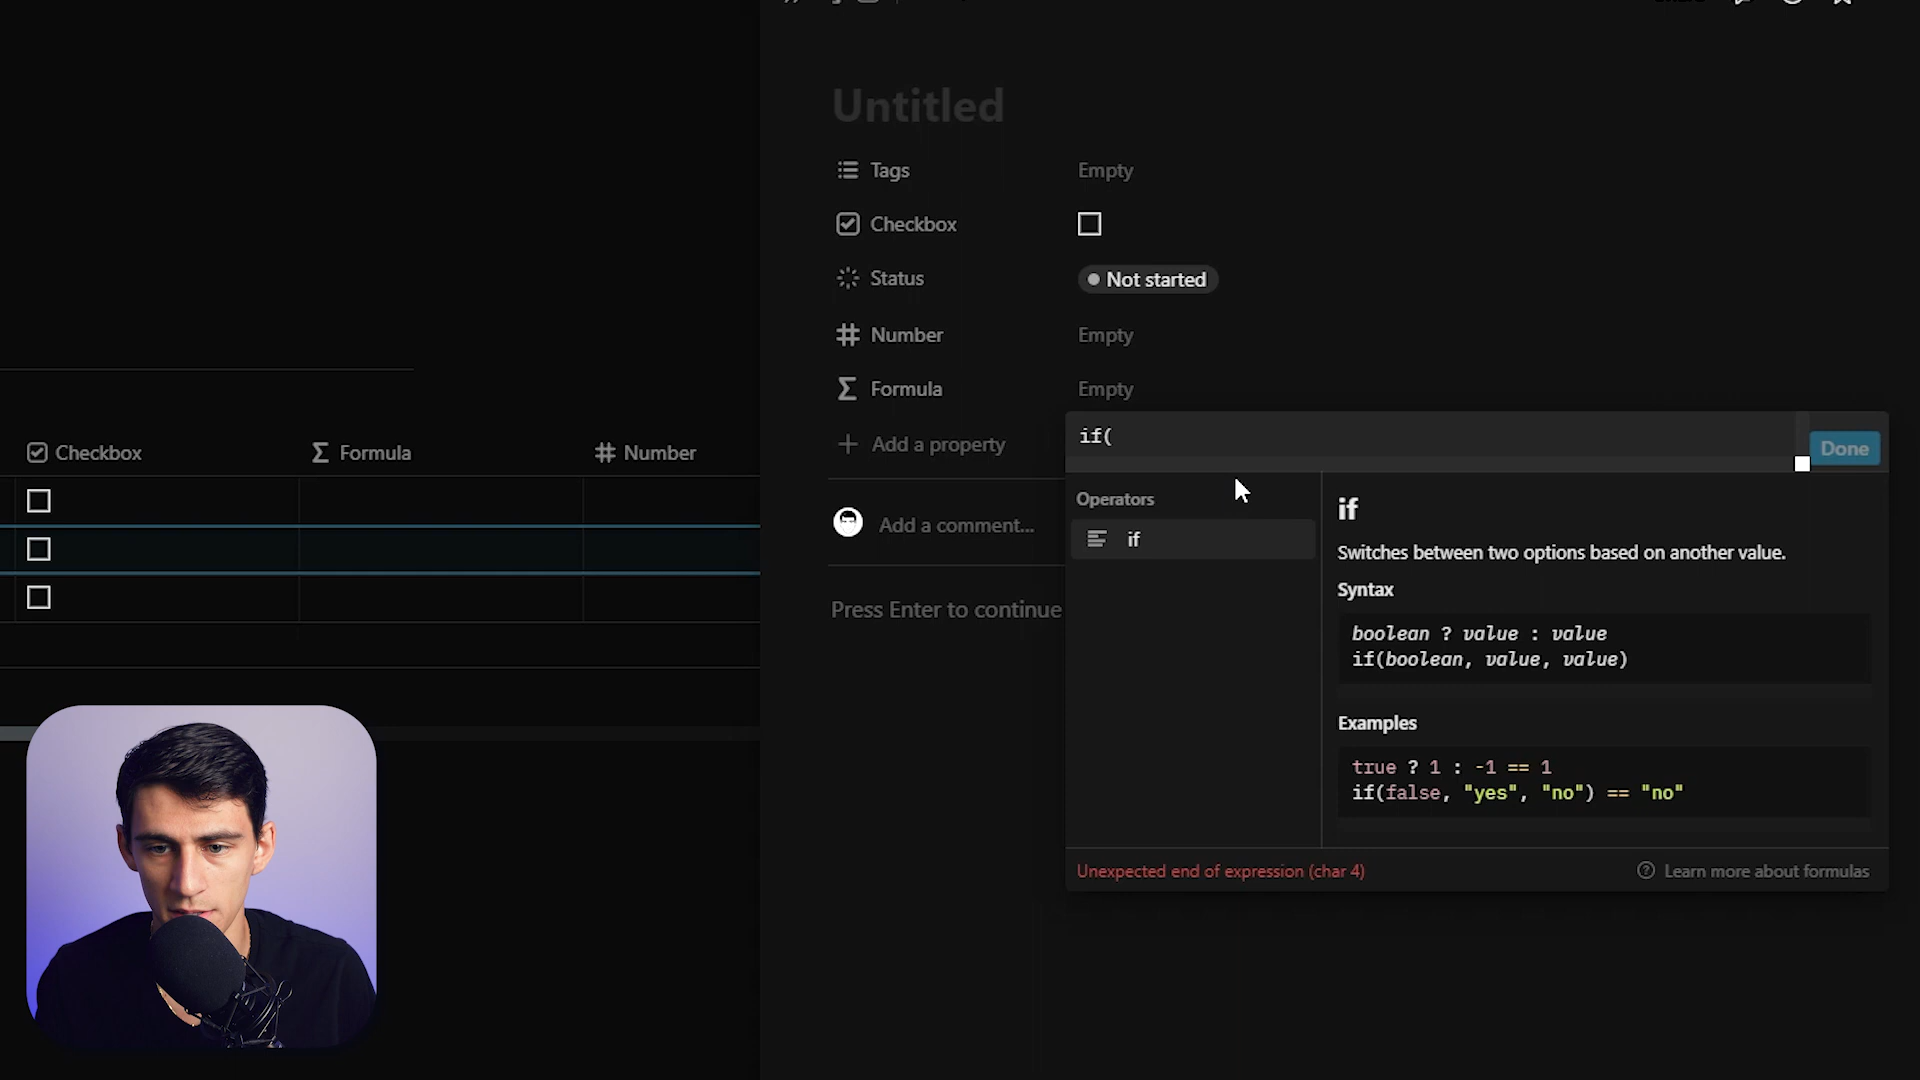 Untitled
Tags Empty
Checkbox
Status Not started
Number Empty
Formula Empty
Add a property
Add a comment...
Press Enter to continue
Checkbox Formula Number
if(
Done
Operators
if
if
Switches between two options based on another value.
Syntax
boolean ? value : value
if(boolean, value, value)
Examples
true ? 1 : -1 == 1
if(false, "yes", "no") == "no"
Unexpected end of expression (char 4)
Learn more about formulas